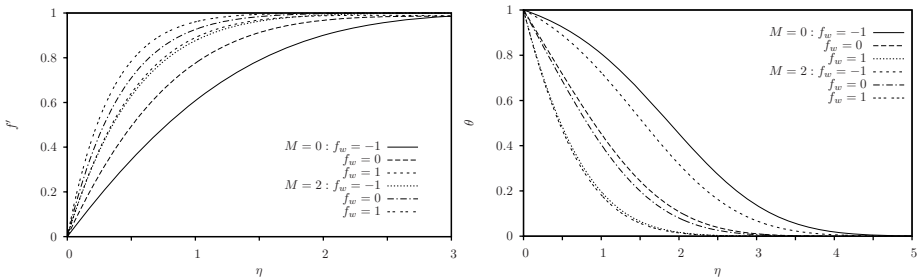 1
0.8
0.6
0.4
0.2
0
f′
0
1
2
3
η
M = 0 : f_w = −1
f_w = 0
f_w = 1
M = 2 : f_w = −1
f_w = 0
f_w = 1
1
0.8
0.6
0.4
0.2
0
θ
0
1
2
3
4
5
η
M = 0 : f_w = −1
f_w = 0
f_w = 1
M = 2 : f_w = −1
f_w = 0
f_w = 1